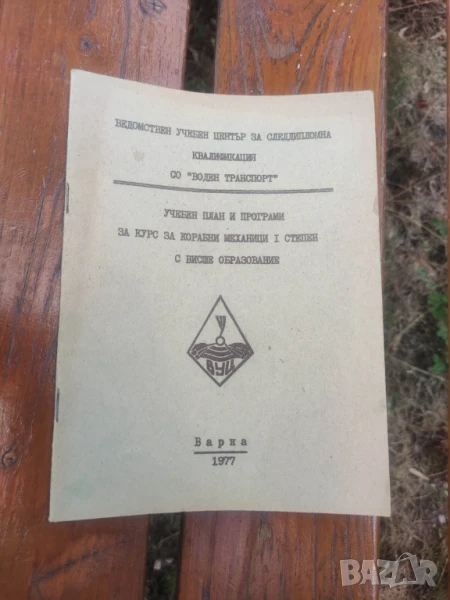 ВЕДОМСТВЕН УЧЕБЕН ЦЕНТЪР ЗА СЛЕДДИПЛОМНА
КВАЛИФИКАЦИЯ
СО "ВОДЕН ТРАНСПОРТ"
УЧЕБЕН ПЛАН И ПРОГРАМИ
ЗА КУРС ЗА КОРАБНИ МЕХАНИЦИ I СТЕПЕН
С ВИСШЕ ОБРАЗОВАНИЕ
ВУЦ
Варна
1977
BAZAR